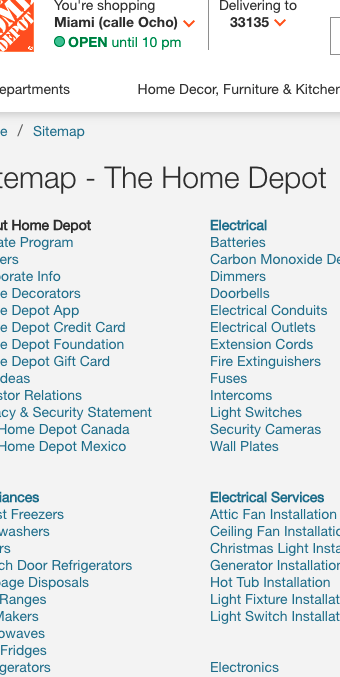 You're shopping
Miami (calle Ocho)
OPEN until 10 pm
Delivering to
33135
epartments
Home Decor, Furniture & Kitchen
e / Sitemap
temap - The Home Depot
ut Home Depot
ate Program
ers
orate Info
e Decorators
e Depot App
e Depot Credit Card
e Depot Foundation
e Depot Gift Card
deas
stor Relations
acy & Security Statement
Home Depot Canada
Home Depot Mexico
Electrical
Batteries
Carbon Monoxide De
Dimmers
Doorbells
Electrical Conduits
Electrical Outlets
Extension Cords
Fire Extinguishers
Fuses
Intercoms
Light Switches
Security Cameras
Wall Plates
iances
st Freezers
washers
rs
ch Door Refrigerators
bage Disposals
Ranges
Makers
owaves
Fridges
gerators
Electrical Services
Attic Fan Installation
Ceiling Fan Installatio
Christmas Light Insta
Generator Installation
Hot Tub Installation
Light Fixture Installat
Light Switch Installat
Electronics